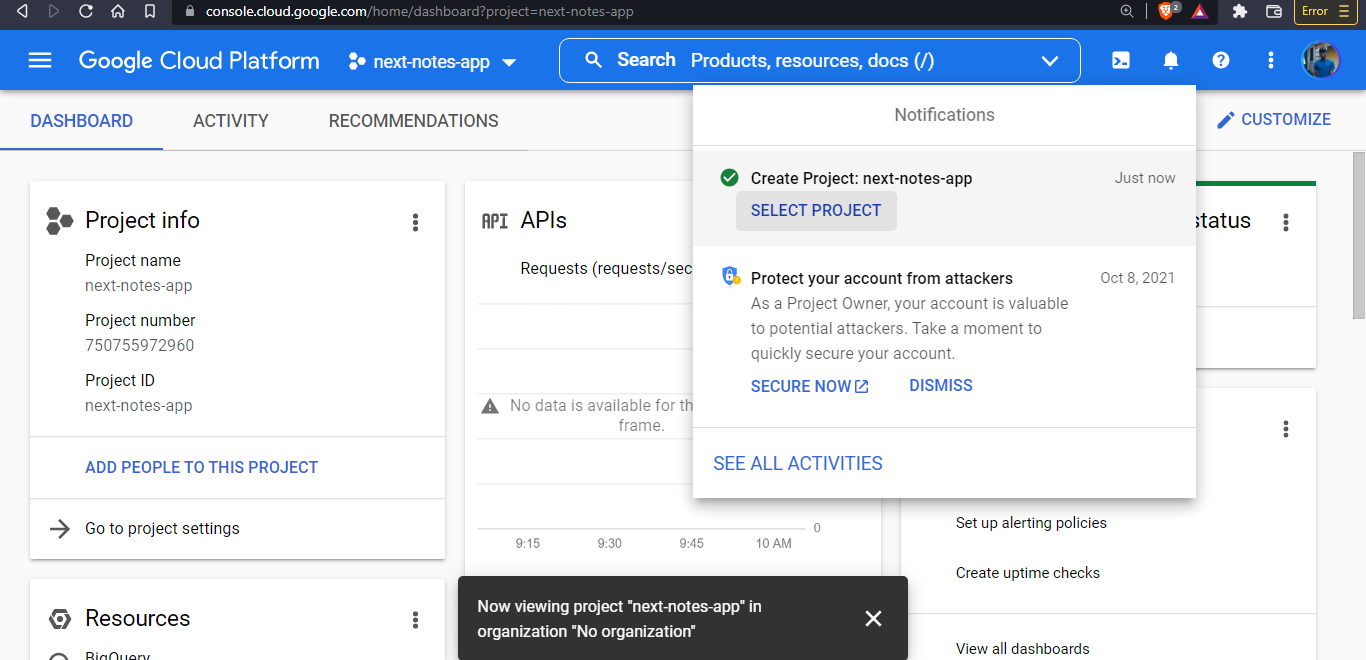 console.cloud.google.com/home/dashboard?project=next-notes-app
2
Error
Google Cloud Platform
next-notes-app
Search Products, resources, docs (/)
DASHBOARD
ACTIVITY
RECOMMENDATIONS
CUSTOMIZE
Notifications
Create Project: next-notes-app
Just now
SELECT PROJECT
Protect your account from attackers
Oct 8, 2021
As a Project Owner, your account is valuable
to potential attackers. Take a moment to
quickly secure your account.
SECURE NOW
DISMISS
SEE ALL ACTIVITIES
Project info
Project name
next-notes-app
Project number
750755972960
Project ID
next-notes-app
ADD PEOPLE TO THIS PROJECT
Go to project settings
Resources
BigQuery
API APIs
Requests (requests/sec
No data is available for th
frame.
0
9:15 9:30 9:45 10 AM
status
Set up alerting policies
Create uptime checks
View all dashboards
Now viewing project "next-notes-app" in
organization "No organization"